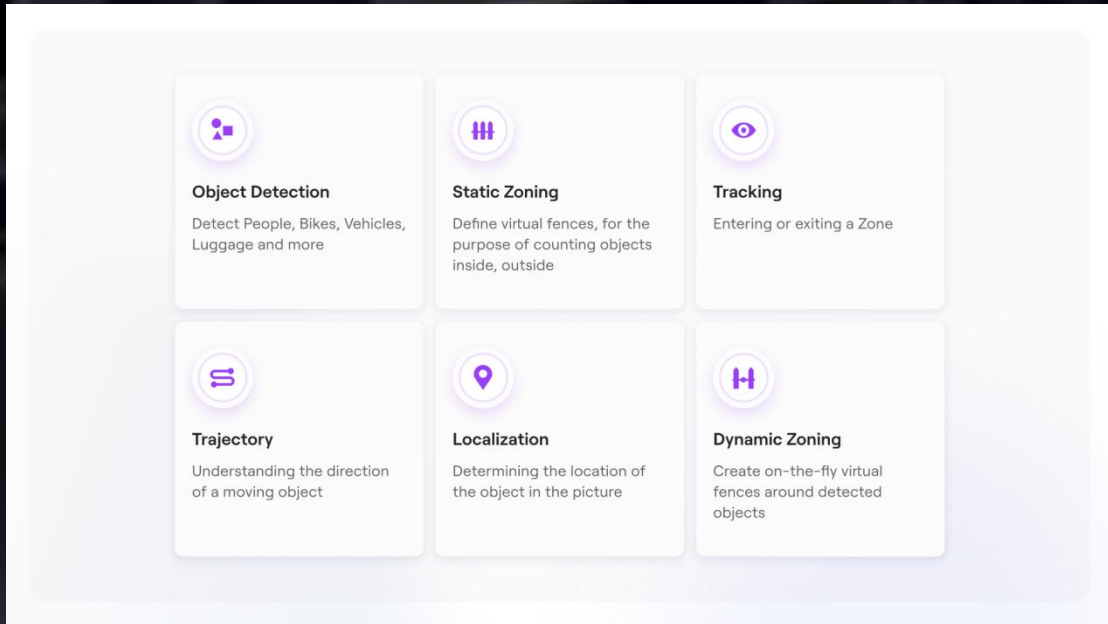 Object Detection
Detect People, Bikes, Vehicles,
Luggage and more
Static Zoning
Define virtual fences, for the
purpose of counting objects
inside, outside
Tracking
Entering or exiting a Zone
Trajectory
Understanding the direction
of a moving object
Localization
Determining the location of
the object in the picture
Dynamic Zoning
Create on-the-fly virtual
fences around detected
objects